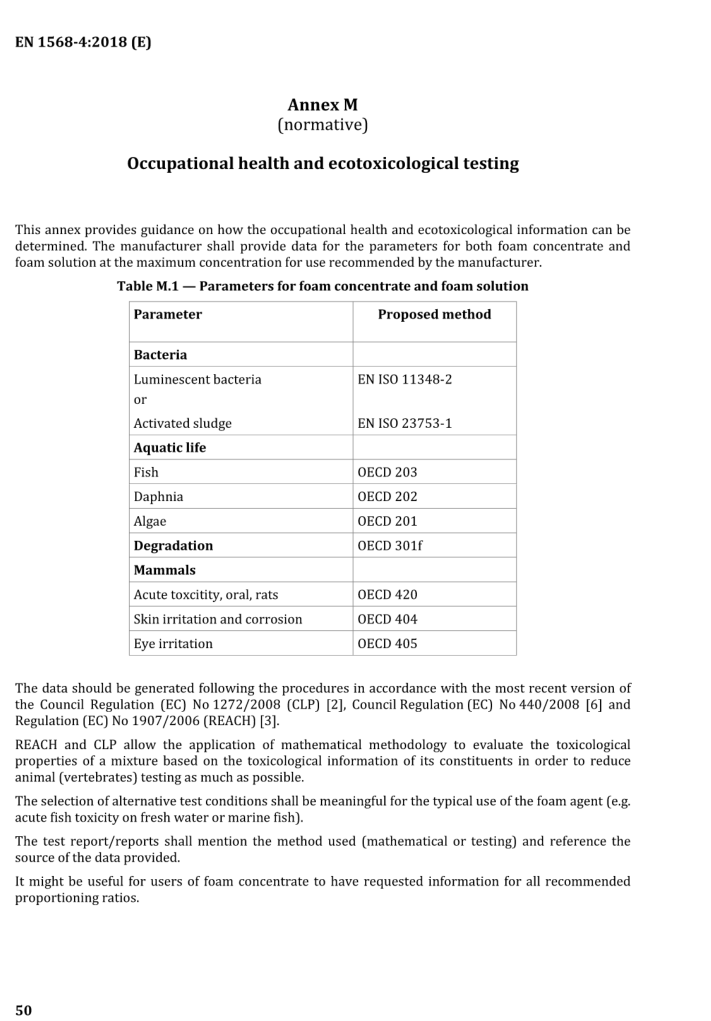 EN 1568-4:2018 (E)
Annex M
(normative)
Occupational health and ecotoxicological testing
This annex provides guidance on how the occupational health and ecotoxicological information can be
determined. The manufacturer shall provide data for the parameters for both foam concentrate and
foam solution at the maximum concentration for use recommended by the manufacturer.
Table M.1 — Parameters for foam concentrate and foam solution
Parameter Proposed method
Bacteria
Luminescent bacteria EN ISO 11348-2
or
Activated sludge EN ISO 23753-1
Aquatic life
Fish OECD 203
Daphnia OECD 202
Algae OECD 201
Degradation OECD 301f
Mammals
Acute toxcitity, oral, rats OECD 420
Skin irritation and corrosion OECD 404
Eye irritation OECD 405
The data should be generated following the procedures in accordance with the most recent version of
the Council Regulation (EC) No 1272/2008 (CLP) [2], Council Regulation (EC) No 440/2008 [6] and
Regulation (EC) No 1907/2006 (REACH) [3].
REACH and CLP allow the application of mathematical methodology to evaluate the toxicological
properties of a mixture based on the toxicological information of its constituents in order to reduce
animal (vertebrates) testing as much as possible.
The selection of alternative test conditions shall be meaningful for the typical use of the foam agent (e.g.
acute fish toxicity on fresh water or marine fish).
The test report/reports shall mention the method used (mathematical or testing) and reference the
source of the data provided.
It might be useful for users of foam concentrate to have requested information for all recommended
proportioning ratios.
50